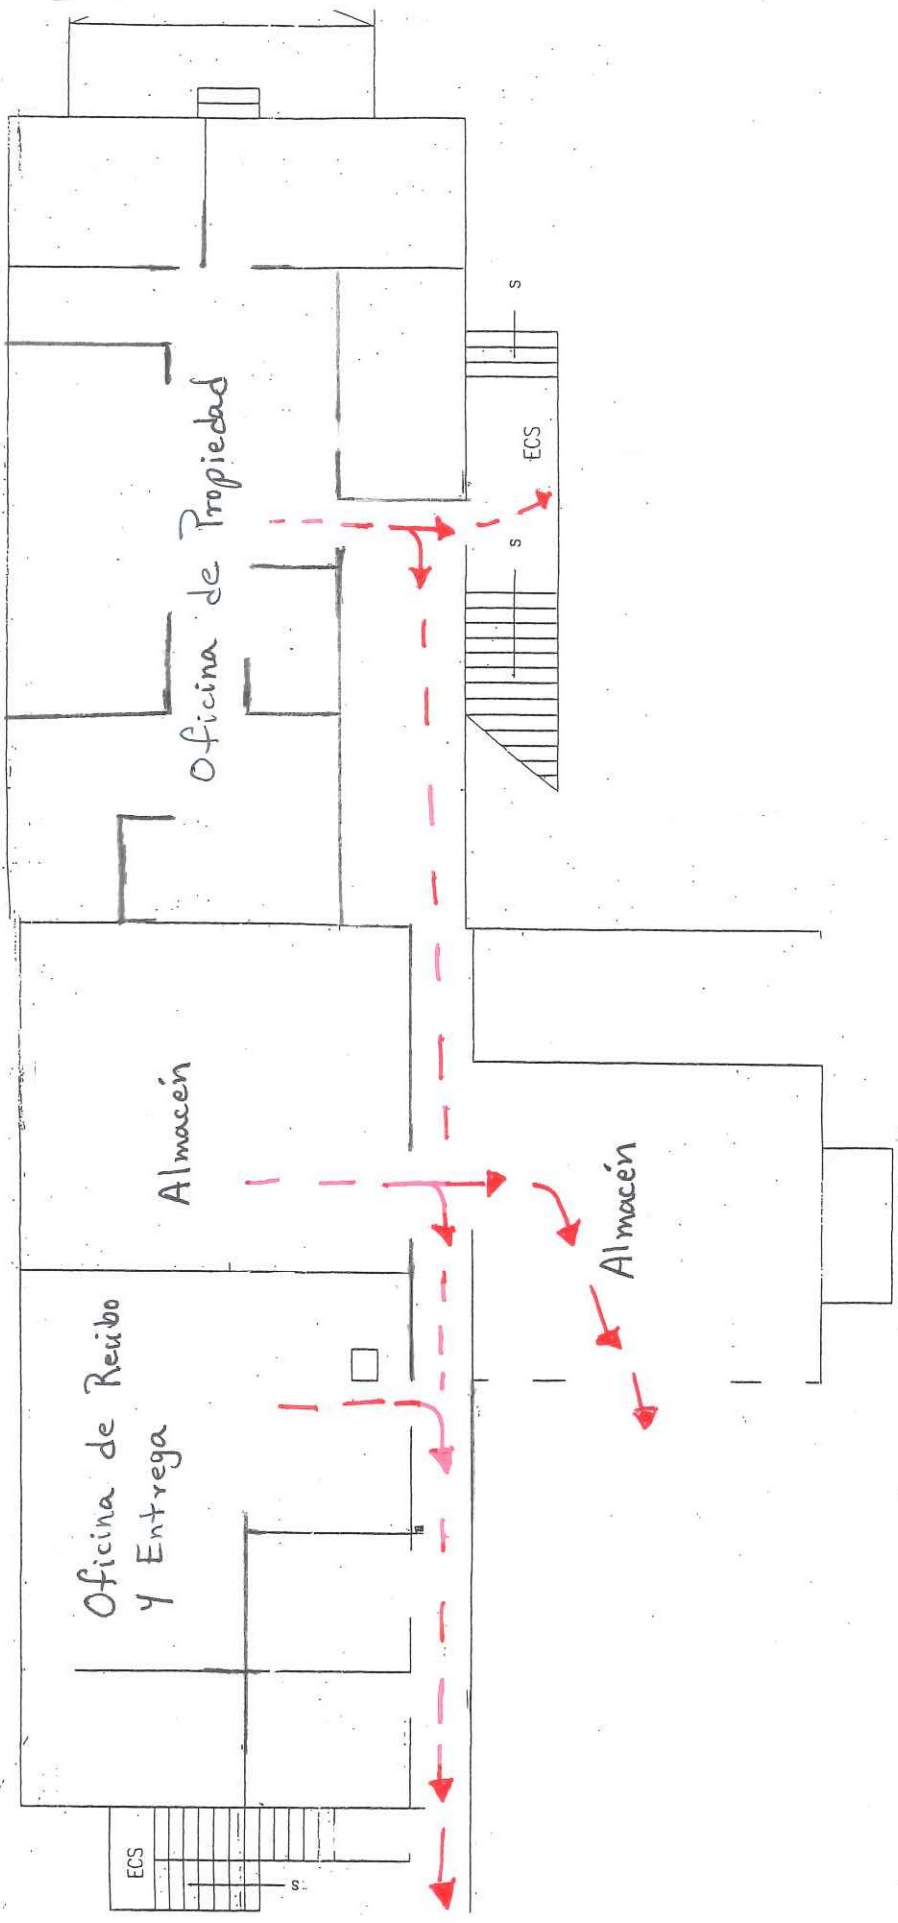 S
ECS
S
Oficina de Propiedad
Almacén
Almacén
Oficina de Recibo
y Entrega
ECS
S